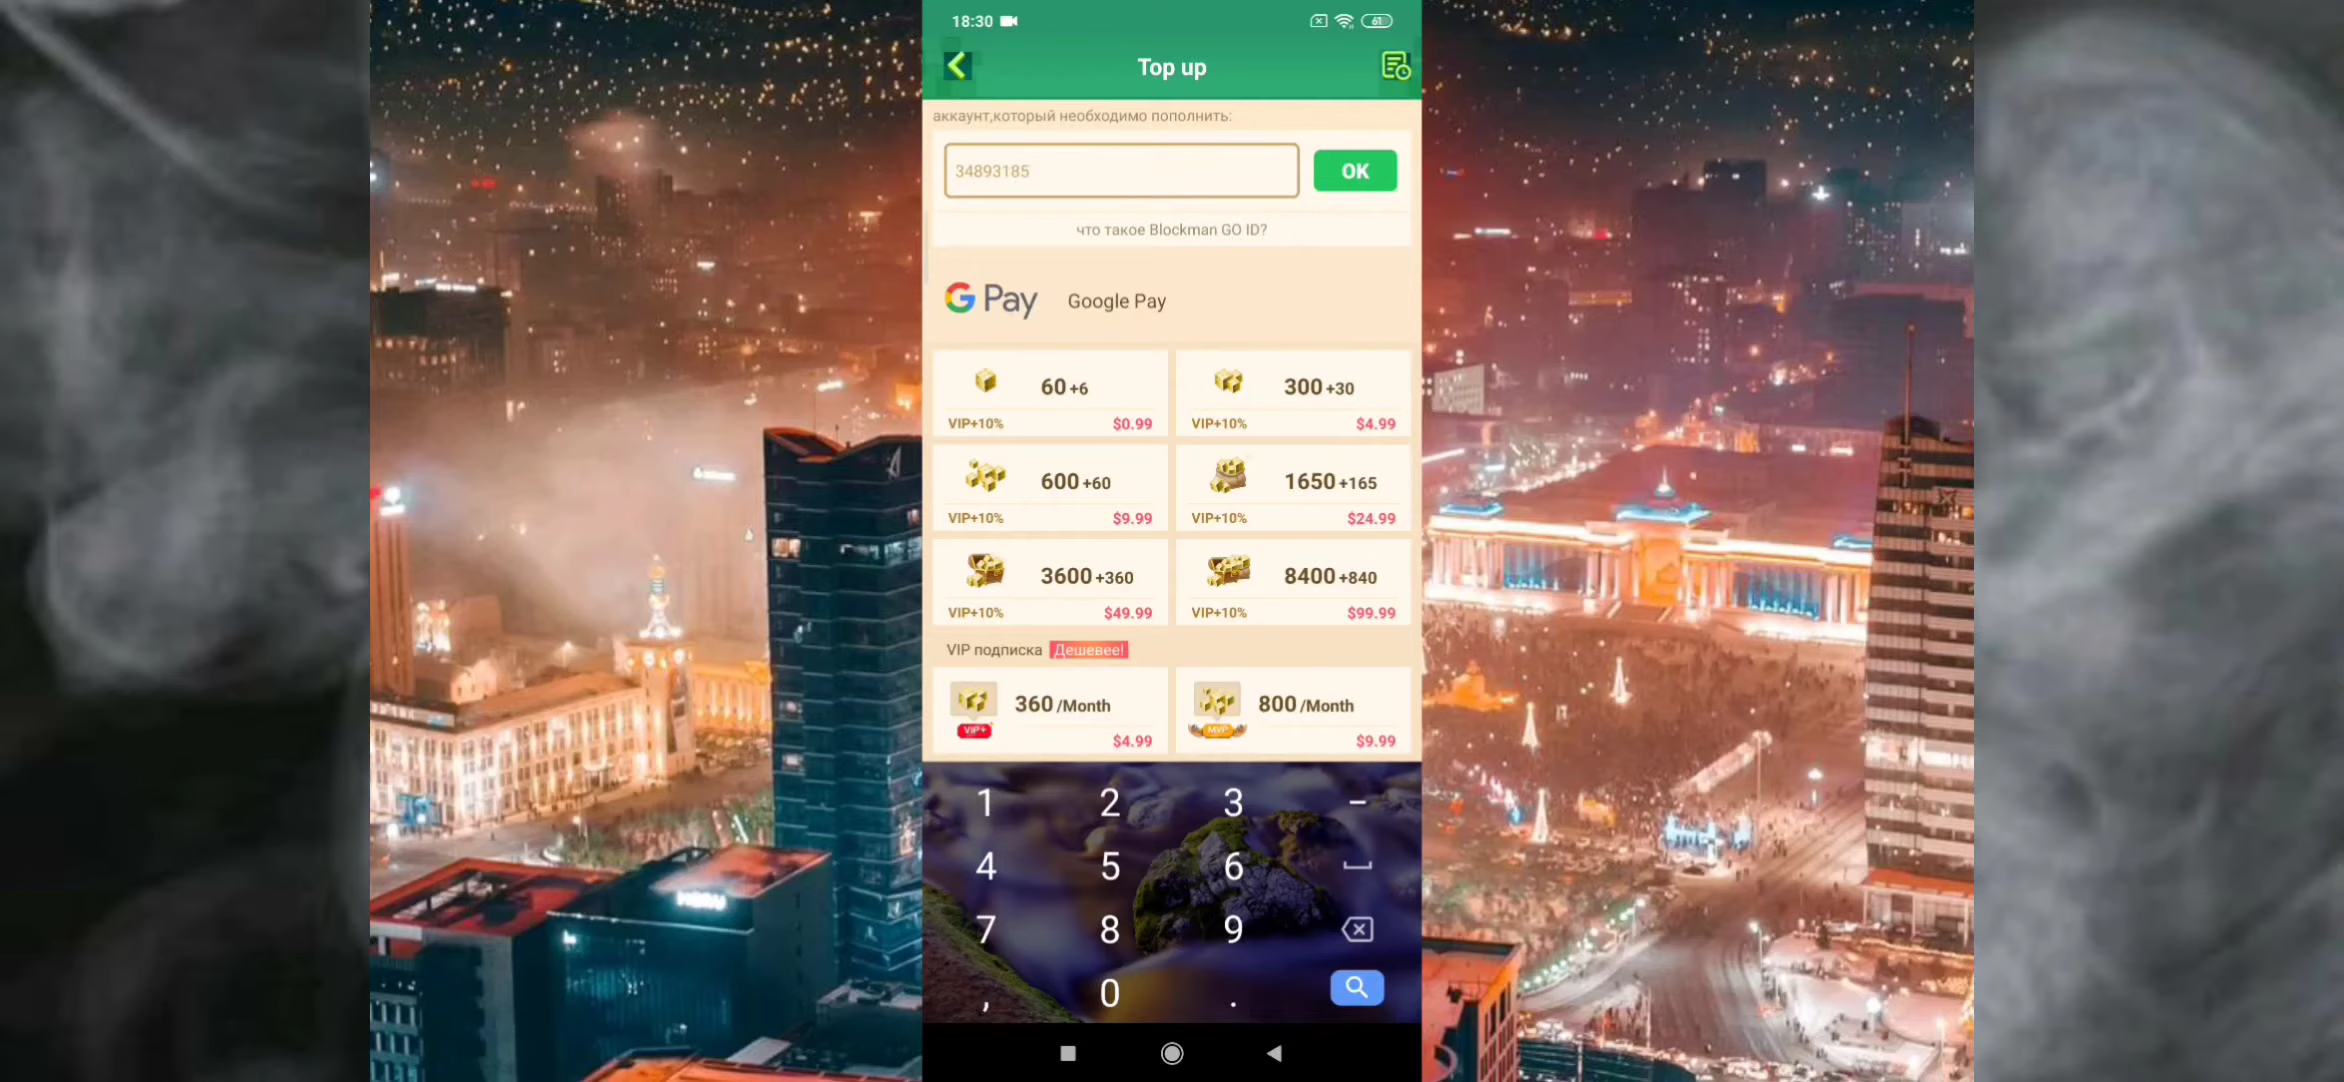 18:30
61
Top up
аккаунт,который необходимо пополнить:
34893185
OK
что такое Blockman GO ID?
G Pay Google Pay
60+6
VIP+10% $0.99
300+30
VIP+10% $4.99
600+60
VIP+10% $9.99
1650+165
VIP+10% $24.99
3600+360
VIP+10% $49.99
8400+840
VIP+10% $99.99
VIP подписка Дешевее!
360/Month
VIP+
$4.99
800/Month
MVP
$9.99
1 2 3 -
4 5 6
7 8 9
, 0 .